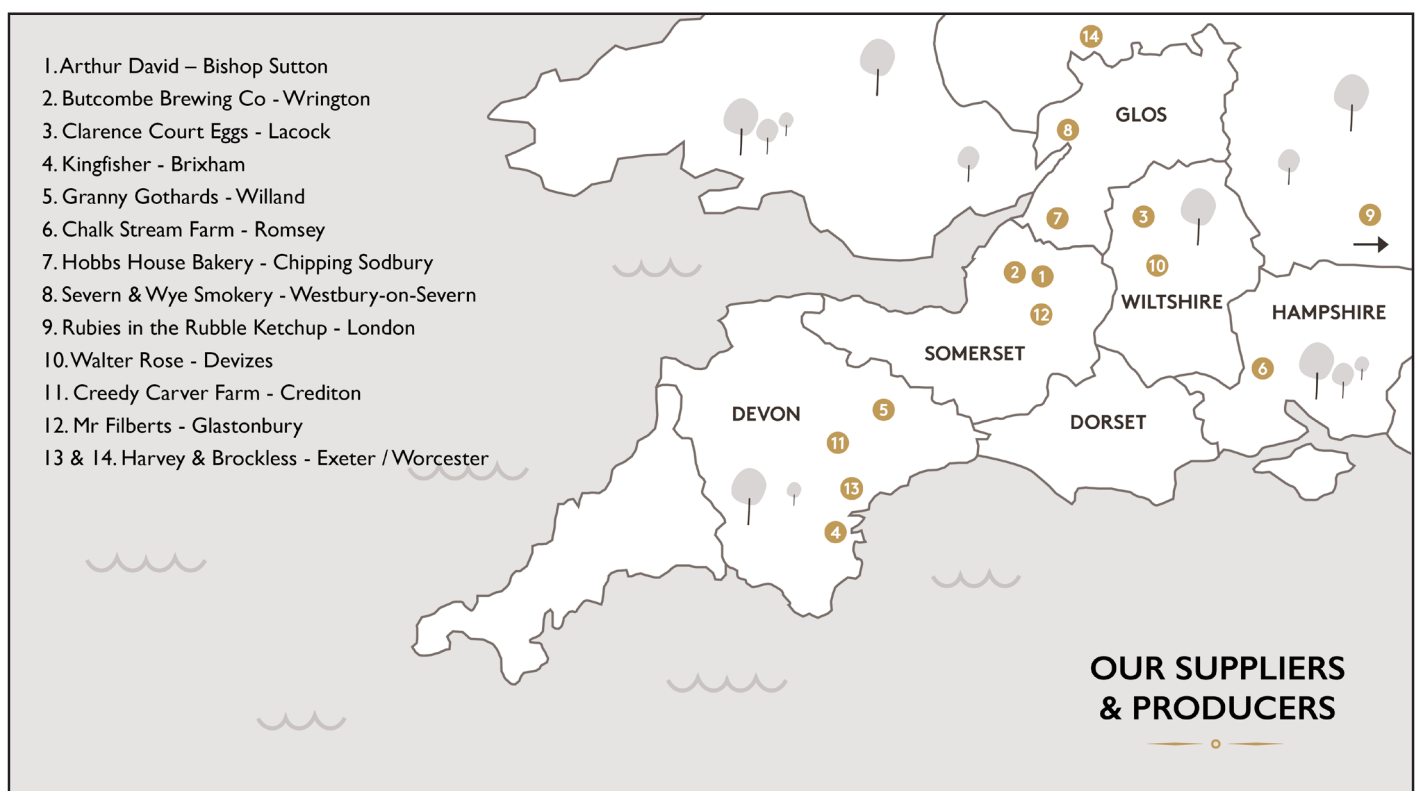 1. Arthur David – Bishop Sutton
2. Butcombe Brewing Co - Wrington
3. Clarence Court Eggs - Lacock
4. Kingfisher - Brixham
5. Granny Gothards - Willand
6. Chalk Stream Farm - Romsey
7. Hobbs House Bakery - Chipping Sodbury
8. Severn & Wye Smokery - Westbury-on-Severn
9. Rubies in the Rubble Ketchup - London
10. Walter Rose - Devizes
11. Creedy Carver Farm - Crediton
12. Mr Filberts - Glastonbury
13 & 14. Harvey & Brockless - Exeter / Worcester
14
GLOS
8
9
3
7
10
2
1
WILTSHIRE
12
HAMPSHIRE
SOMERSET
6
5
DEVON
DORSET
11
13
4
OUR SUPPLIERS
& PRODUCERS